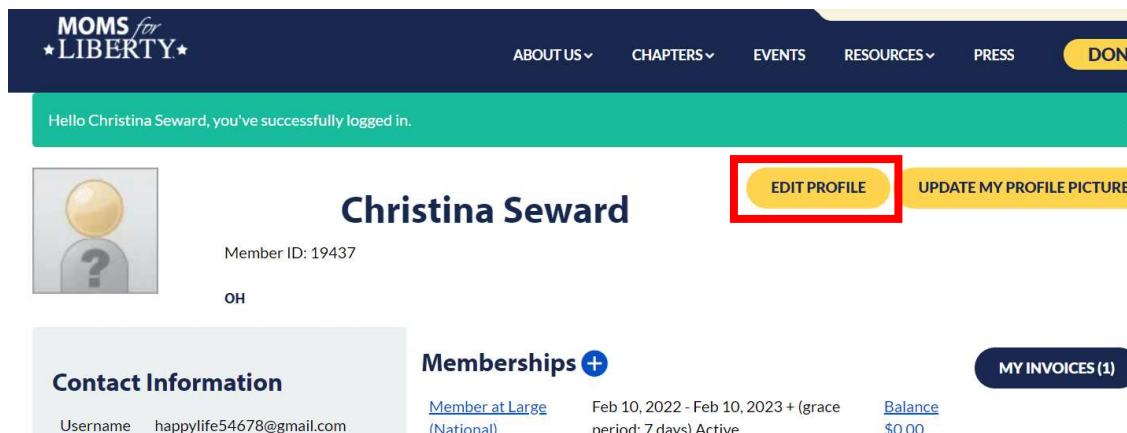 MOMS for
★LIBERTY★
ABOUT US
CHAPTERS
EVENTS
RESOURCES
PRESS
DON
Hello Christina Seward, you've successfully logged in.
EDIT PROFILE
UPDATE MY PROFILE PICTURE
Christina Seward
Member ID: 19437
OH
Contact Information
Username happylife54678@gmail.com
Memberships
MY INVOICES (1)
Member at Large
(National)
Feb 10, 2022 - Feb 10, 2023 + (grace
period: 7 days) Active
Balance
$0.00